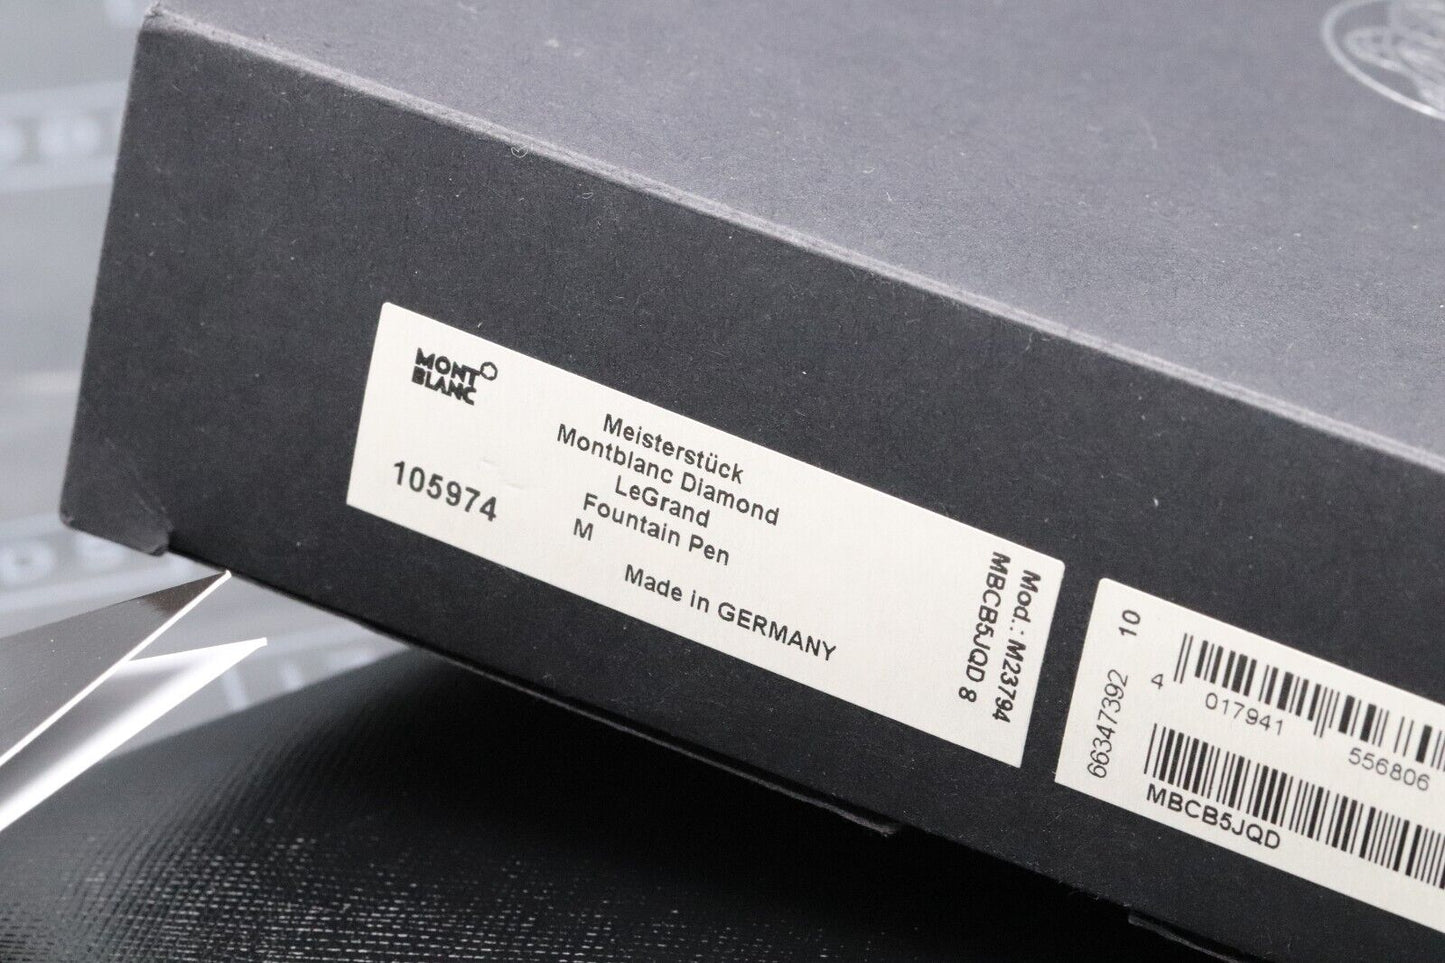 MONT
BLANC
105974
Meisterstück
Montblanc Diamond
LeGrand
Fountain Pen
M
Made in GERMANY
Mod.: M23794
MBCB5JQD 8
66347392 10
4 017941 556806
MBCB5JQD